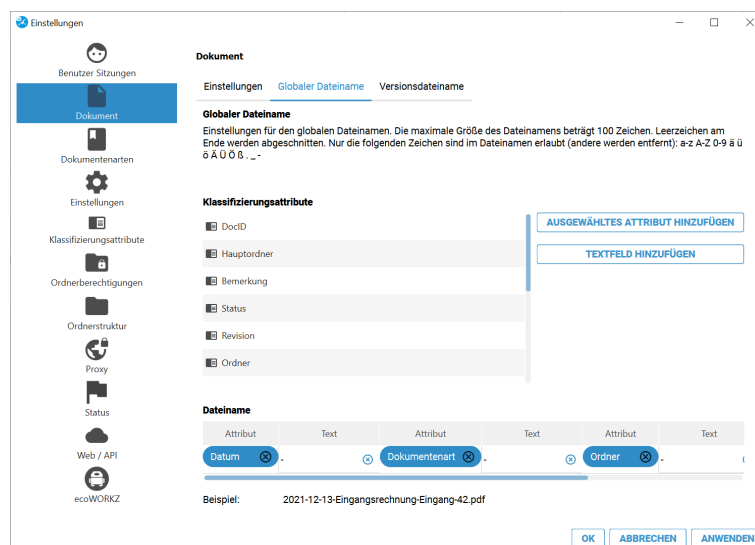 Einstellungen
Benutzer Sitzungen
Dokument
Dokumentenarten
Einstellungen
Klassifizierungsattribute
Ordnerberechtigungen
Ordnerstruktur
Proxy
Status
Web / API
ecoWORKZ
Dokument
Einstellungen Globaler Dateiname Versionsdateiname
Globaler Dateiname
Einstellungen für den globalen Dateinamen. Die maximale Größe des Dateinamens beträgt 100 Zeichen. Leerzeichen am
Ende werden abgeschnitten. Nur die folgenden Zeichen sind im Dateinamen erlaubt (andere werden entfernt): a-z A-Z 0-9 ä ü
ö Ä Ü Ö ß . _ -
Klassifizierungsattribute
DocID
Hauptordner
Bemerkung
Status
Revision
Ordner
AUSGEWÄHLTES ATTRIBUT HINZUFÜGEN
TEXTFELD HINZUFÜGEN
Dateiname
Attribut Text Attribut Text Attribut Text
Datum - Dokumentenart - Ordner -
Beispiel: 2021-12-13-Eingangsrechnung-Eingang-42.pdf
OK ABBRECHEN ANWENDEN